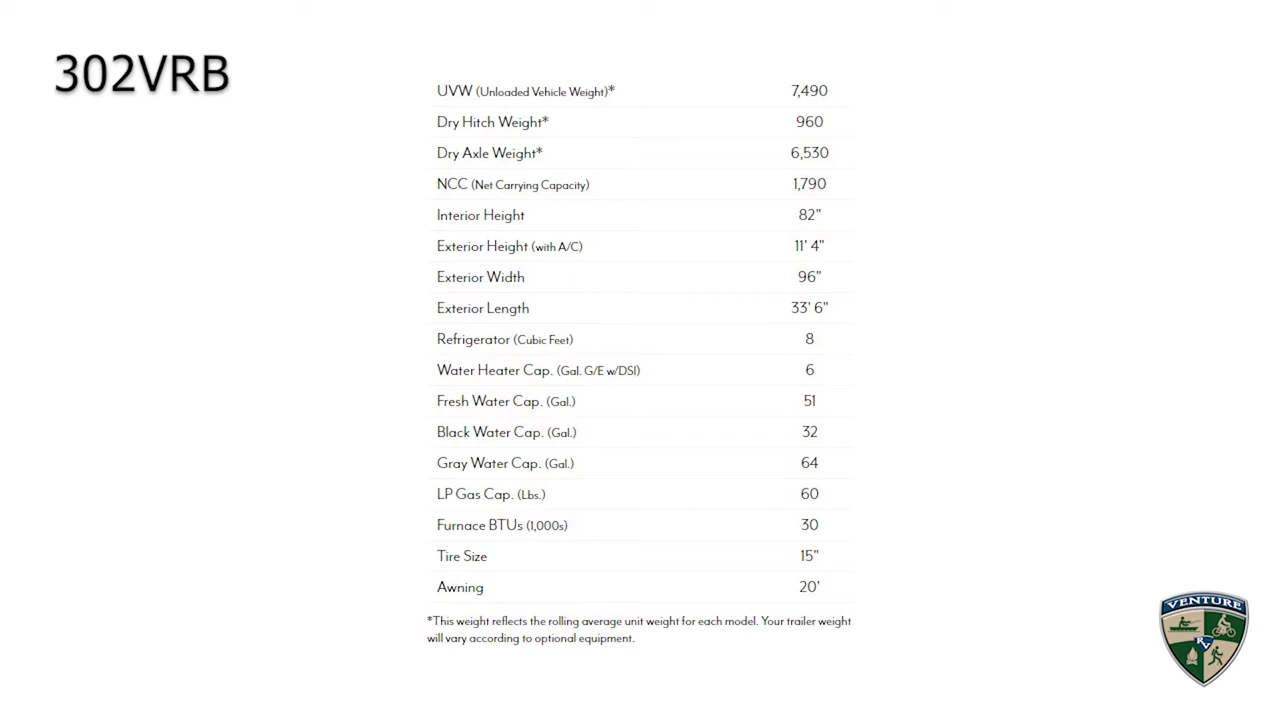 302VRB
UVW (Unloaded Vehicle Weight)* 7,490
Dry Hitch Weight* 960
Dry Axle Weight* 6,530
NCC (Net Carrying Capacity) 1,790
Interior Height 82"
Exterior Height (with A/C) 11' 4"
Exterior Width 96"
Exterior Length 33' 6"
Refrigerator (Cubic Feet) 8
Water Heater Cap. (Gal. G/E w/DSI) 6
Fresh Water Cap. (Gal.) 51
Black Water Cap. (Gal.) 32
Gray Water Cap. (Gal.) 64
LP Gas Cap. (Lbs.) 60
Furnace BTUs (1,000s) 30
Tire Size 15"
Awning 20'
*This weight reflects the rolling average unit weight for each model. Your trailer weight
will vary according to optional equipment.
VENTURE
RV